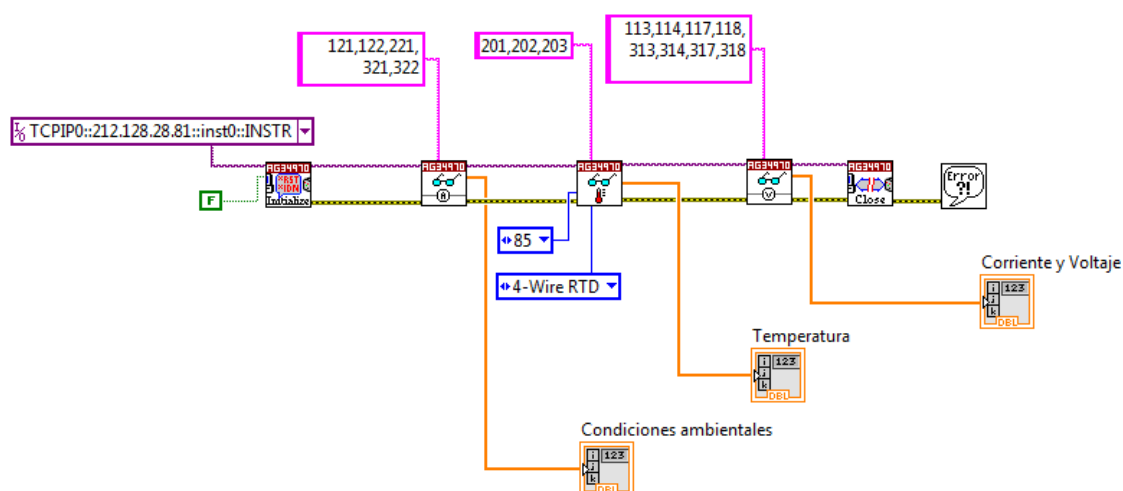 121,122,221,
321,322
201,202,203
113,114,117,118,
313,314,317,318
TCPIP0::212.128.28.81::inst0::INSTR
F
AG34970
*RST
*IDN
Initialize
AG34970
A
AG34970
AG34970
V
AG34970
Close
Error
?!
85
4-Wire RTD
Corriente y Voltaje
i
j
k
123
DBL
Temperatura
i
j
k
123
DBL
Condiciones ambientales
i
j
k
123
DBL